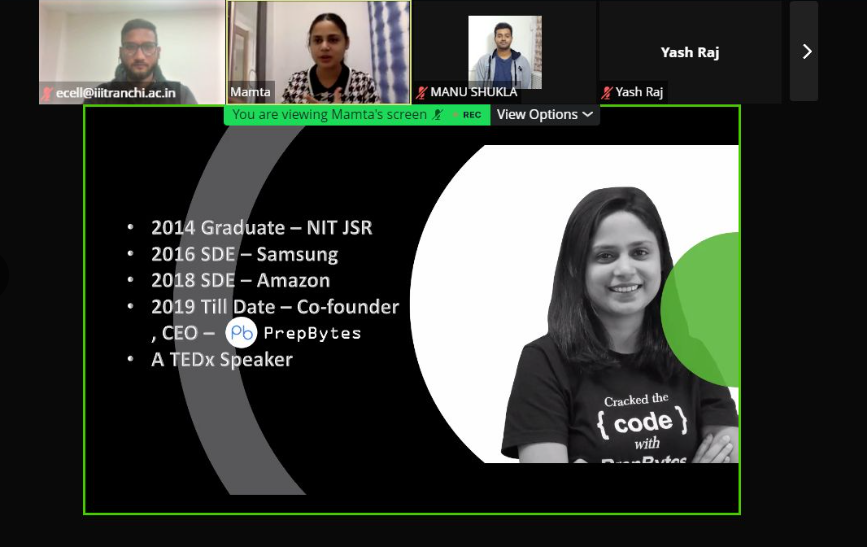 Yash Raj
ecell@iiitranchi.ac.in
Mamta
MANU SHUKLA
Yash Raj
You are viewing Mamta's screen
REC
View Options
• 2014 Graduate – NIT JSR
• 2016 SDE – Samsung
• 2018 SDE – Amazon
• 2019 Till Date – Co-founder
, CEO – Pb PrepBytes
• A TEDx Speaker
Cracked the
{ code }
with
PrepBytes